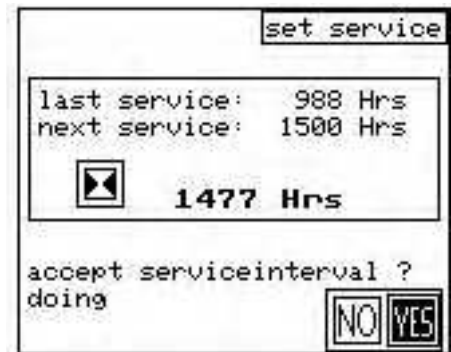 set service
last service: 988 Hrs
next service: 1500 Hrs
1477 Hrs
accept serviceinterval ?
doing
NO YES